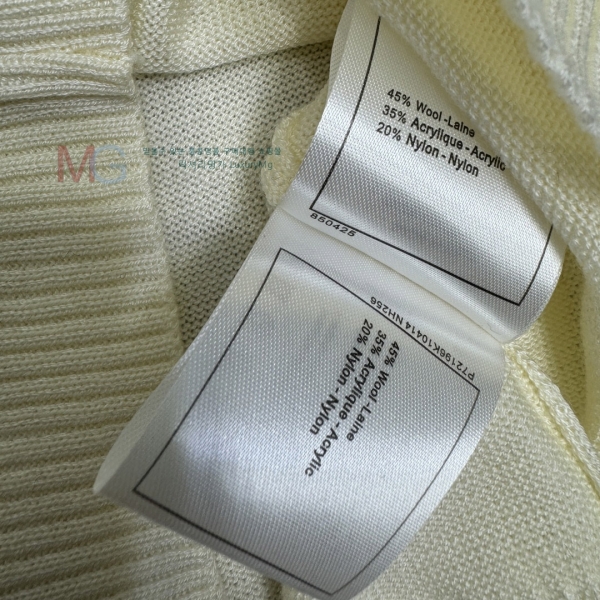 45% Wool - Laine
35% Acrylique - Acrylic
20% Nylon - Nylon
850425
P72196K10414 NH256
45% Wool - Laine
35% Acrylique - Acrylic
20% Nylon - Nylon
MG